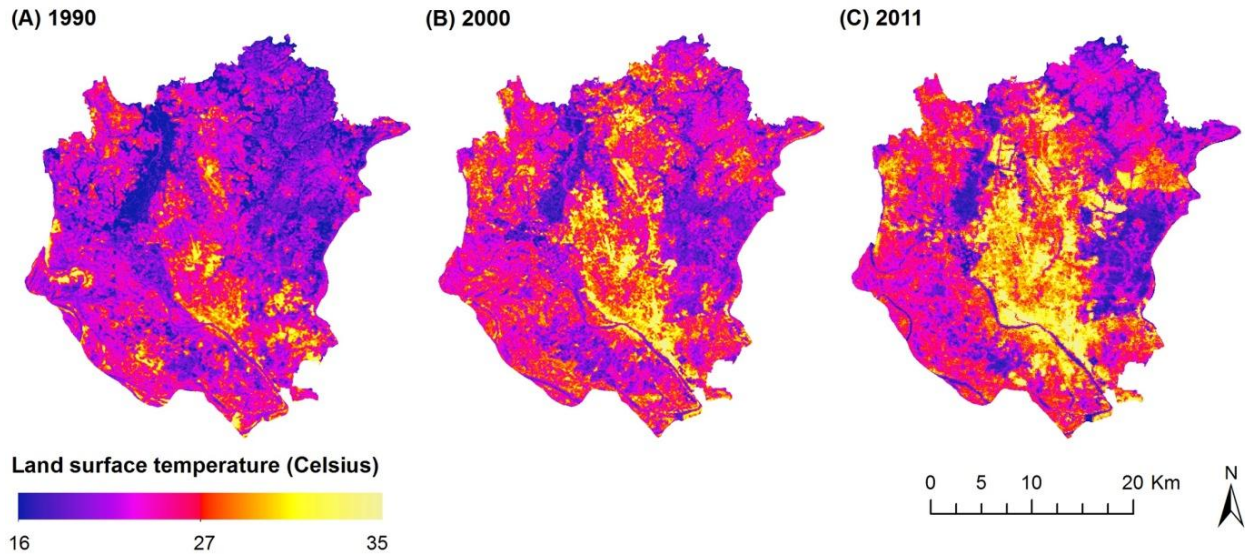 (A) 1990
(B) 2000
(C) 2011
Land surface temperature (Celsius)
16 27 35
0 5 10 20 Km
N